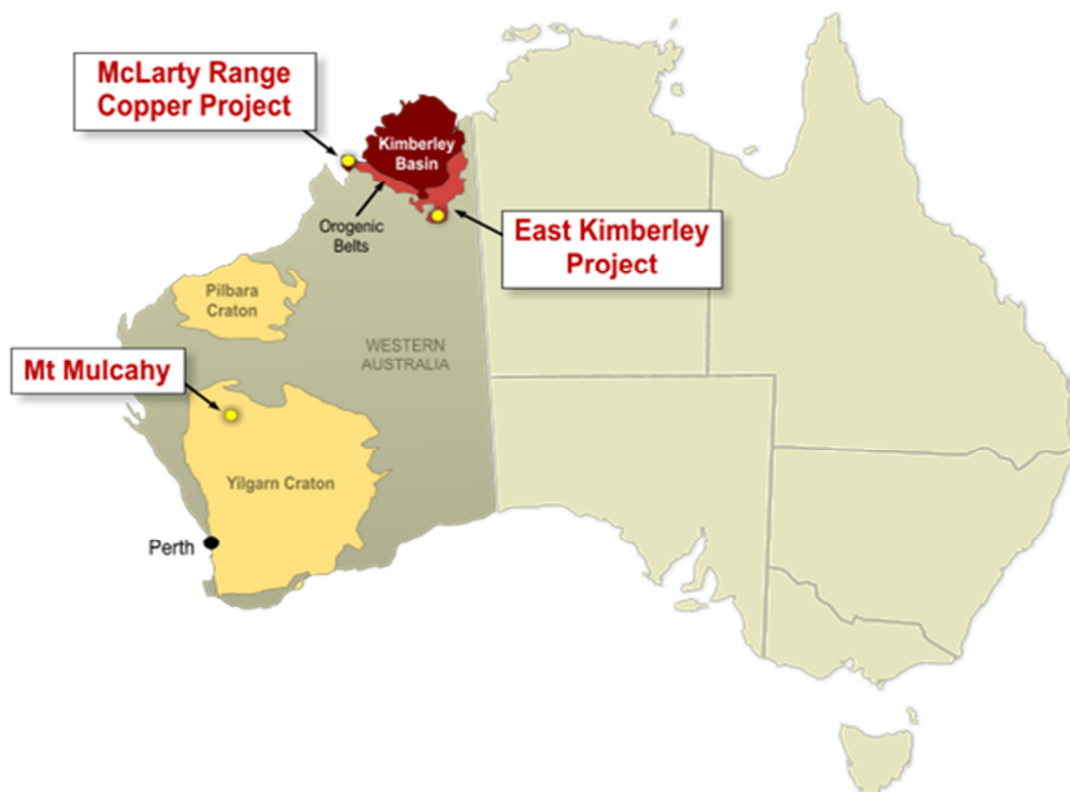 McLarty Range
Copper Project
Kimberley
Basin
Orogenic
Belts
East Kimberley
Project
Pilbara
Craton
WESTERN
AUSTRALIA
Mt Mulcahy
Yilgarn Craton
Perth